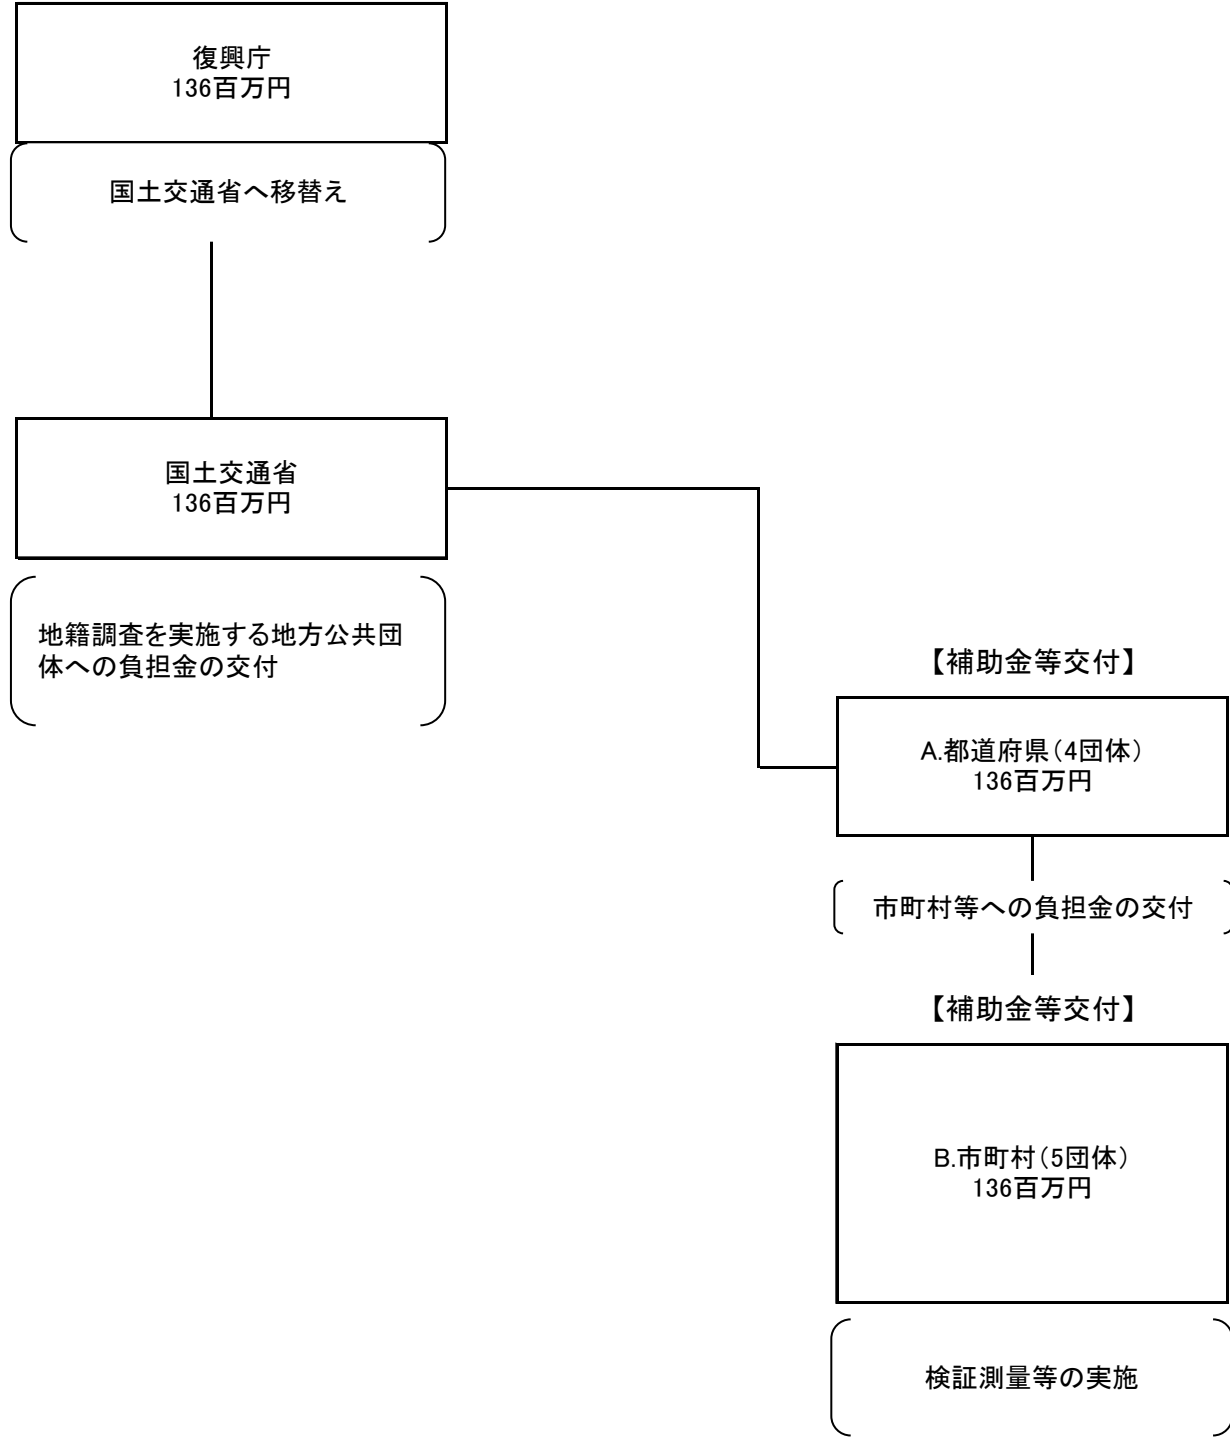 復興庁
136百万円
国土交通省へ移替え
国土交通省
136百万円
地籍調査を実施する地方公共団
体への負担金の交付
【補助金等交付】
A.都道府県（4団体）
136百万円
市町村等への負担金の交付
【補助金等交付】
B.市町村（5団体）
136百万円
検証測量等の実施